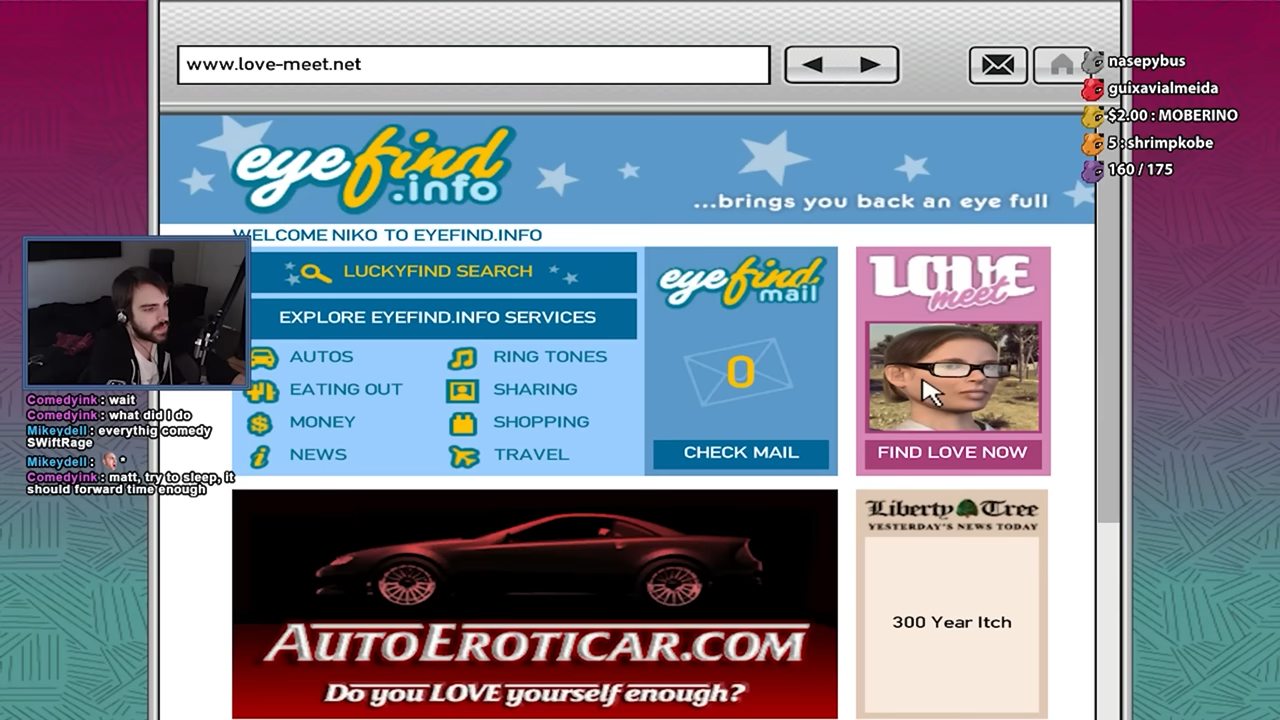 www.love-meet.net
nasepybus
guixavialmeida
$2.00 : MOBERINO
5 : shrimpkobe
160 / 175
eyefind
.info
...brings you back an eye full
WELCOME NIKO TO EYEFIND.INFO
LUCKYFIND SEARCH
EXPLORE EYEFIND.INFO SERVICES
AUTOS
RING TONES
EATING OUT
SHARING
MONEY
SHOPPING
NEWS
TRAVEL
eyefind
mail
0
CHECK MAIL
LOVE
meet
FIND LOVE NOW
Comedyink : wait
Comedyink : what did I do
Mikeydell : everythig comedy
SWiftRage
Mikeydell : *
Comedyink : matt, try to sleep, it
should forward time enough
AUTOEROTICAR.COM
Do you LOVE yourself enough?
Liberty Tree
YESTERDAY'S NEWS TODAY
300 Year Itch